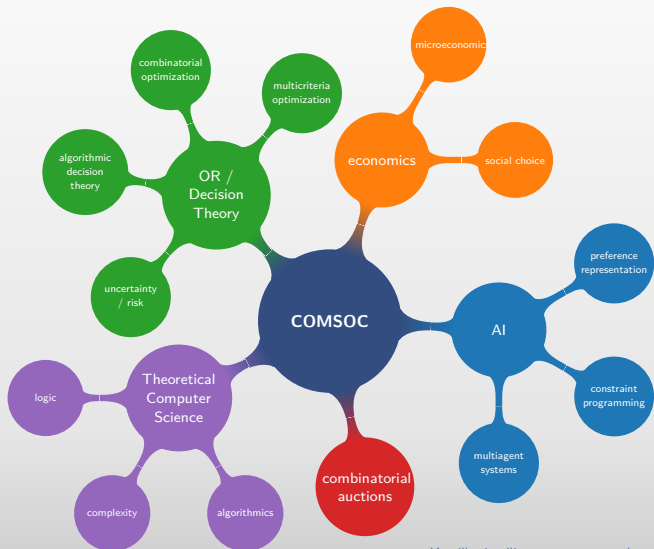 combinatorial
optimization
multicriteria
optimization
algorithmic
decision
theory
OR /
Decision
Theory
uncertainty
/ risk
microeconomics
economics
social choice
COMSOC
preference
representation
AI
constraint
programming
multiagent
systems
Theoretical
Computer
Science
logic
complexity
algorithmics
combinatorial
auctions